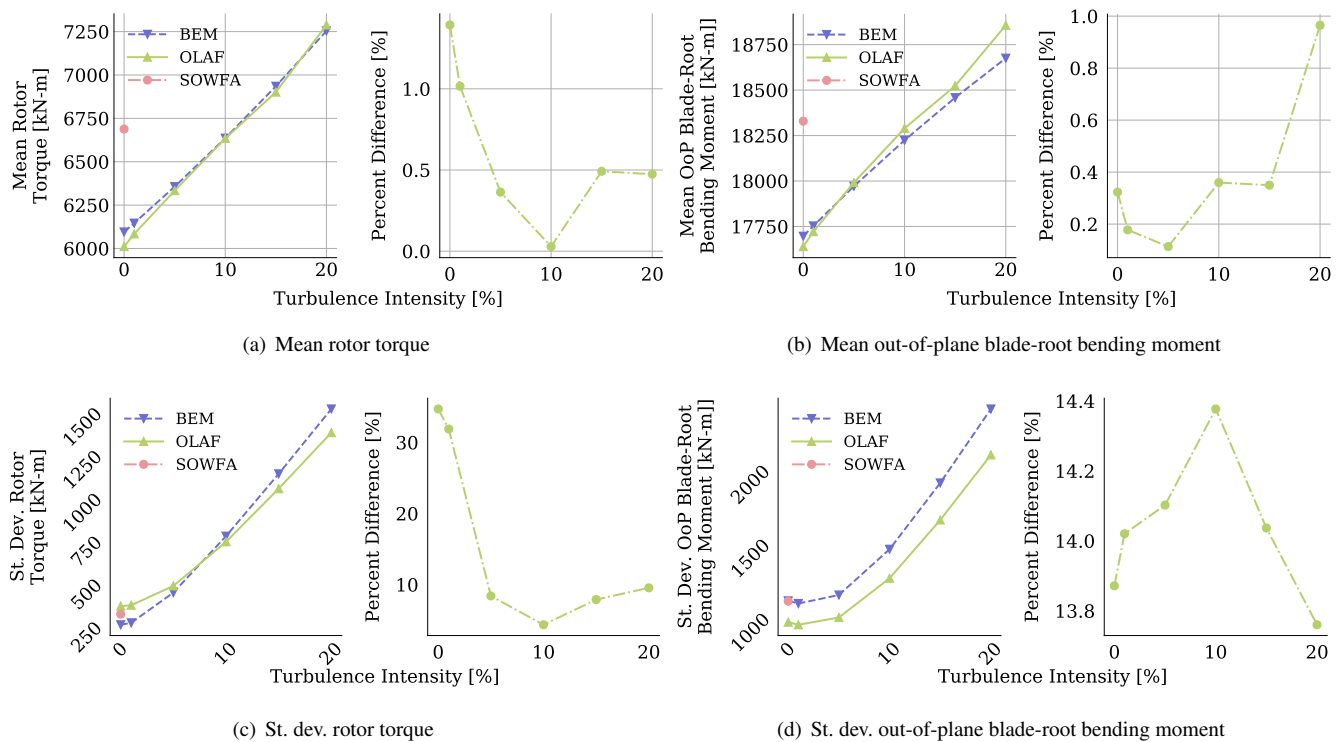 Mean Rotor
Torque [kN-m]
7250
7000
6750
6500
6250
6000
BEM
OLAF
SOWFA
0
10
20
Percent Difference [%]
1.0
0.5
0.0
0
10
20
Turbulence Intensity [%]
(a) Mean rotor torque
Mean OoP Blade-Root
Bending Moment [kN-m]]
18750
18500
18250
18000
17750
BEM
OLAF
SOWFA
0
10
20
Percent Difference [%]
1.0
0.8
0.6
0.4
0.2
0
10
20
Turbulence Intensity [%]
(b) Mean out-of-plane blade-root bending moment
St. Dev. Rotor
Torque [kN-m]
1500
1250
1000
750
500
250
BEM
OLAF
SOWFA
0
10
20
Percent Difference [%]
30
20
10
0
10
20
Turbulence Intensity [%]
(c) St. dev. rotor torque
St. Dev. OoP Blade-Root
Bending Moment [kN-m]]
2000
1500
1000
BEM
OLAF
SOWFA
0
10
20
Percent Difference [%]
14.4
14.2
14.0
13.8
0
10
20
Turbulence Intensity [%]
(d) St. dev. out-of-plane blade-root bending moment